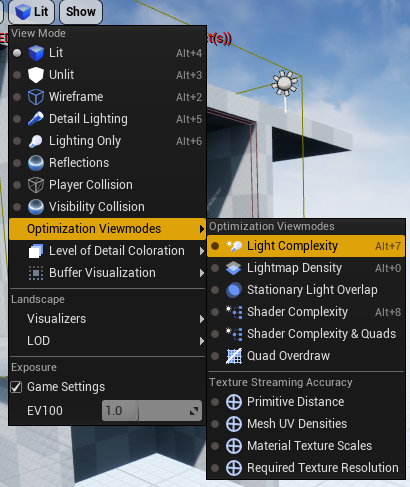 Lit Show
t(s))
View Mode
Lit Alt+4
Unlit Alt+3
Wireframe Alt+2
Detail Lighting Alt+5
Lighting Only Alt+6
Reflections
Player Collision
Visibility Collision
Optimization Viewmodes
Level of Detail Coloration
Buffer Visualization
Landscape
Visualizers
LOD
Exposure
Game Settings
EV100 1.0
Optimization Viewmodes
Light Complexity Alt+7
Lightmap Density Alt+0
Stationary Light Overlap
Shader Complexity Alt+8
Shader Complexity & Quads
Quad Overdraw
Texture Streaming Accuracy
Primitive Distance
Mesh UV Densities
Material Texture Scales
Required Texture Resolution